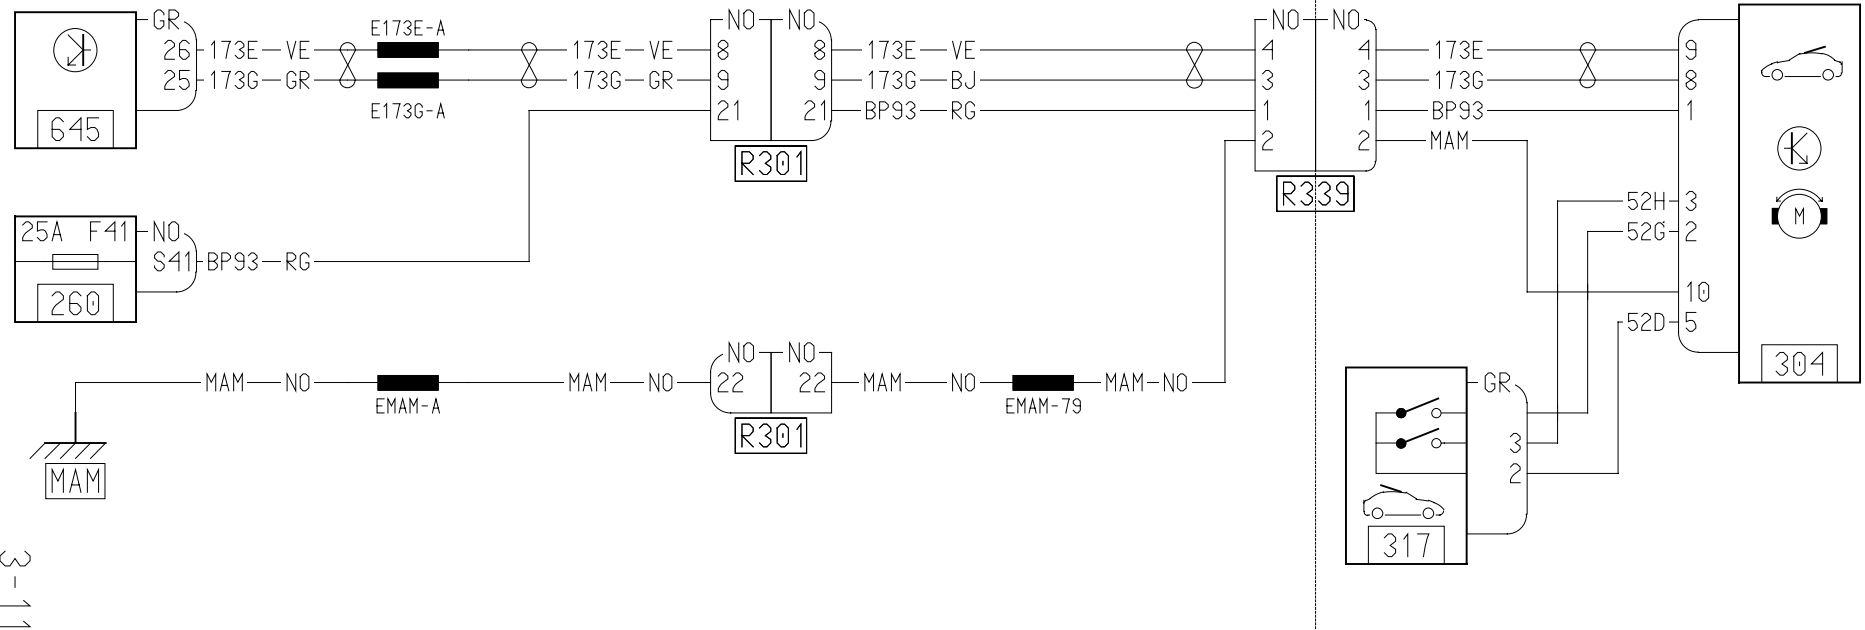 GR E173E-A NO NO NO NO
26 173E VE 173E VE 8 8 173E VE 4 4 173E 9
25 173G GR 173G GR 9 9 173G BJ 3 3 173G 8
E173G-A 21 21 BP93 RG 1 1 BP93 1
645 2 2 MAM
R301
R339
52H 3
25A F41 NO 52G 2
M
S41 BP93 RG
260 10
52D 5
NO NO
304
MAM NO MAM NO 22 22 MAM NO MAM NO GR
EMAM-A EMAM-79
R301
3
2
MAM
317
3-11